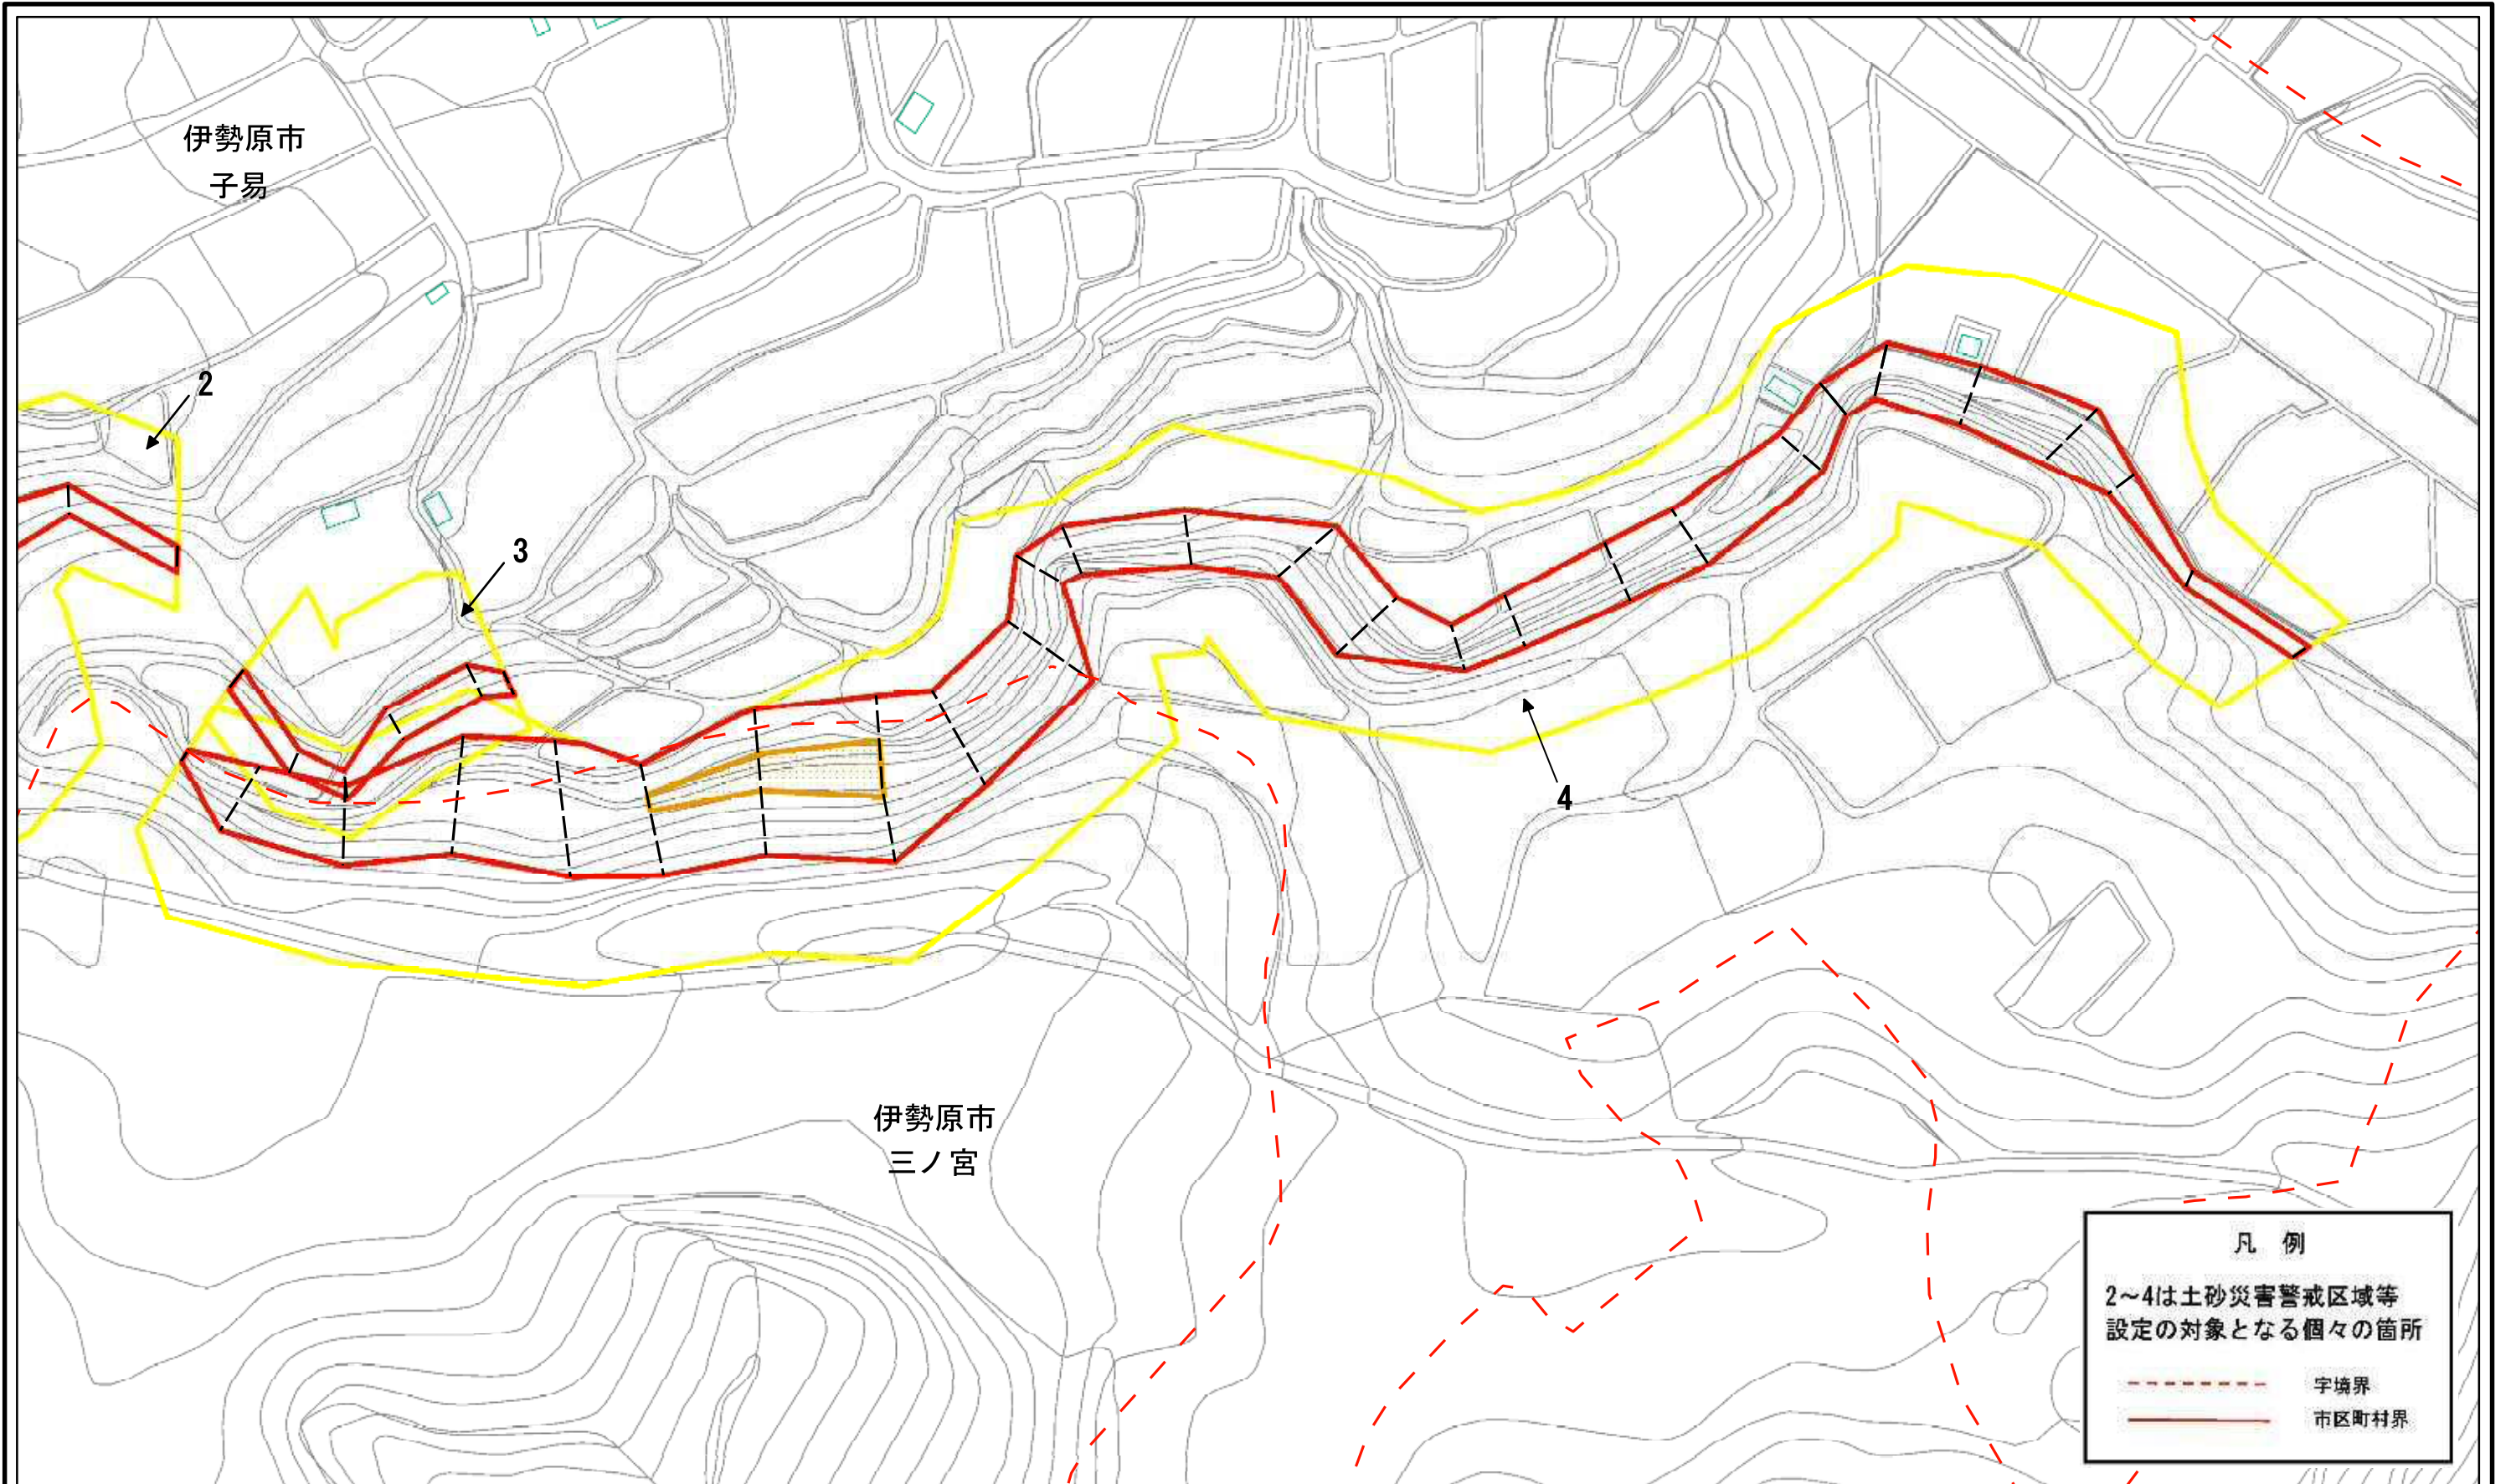 伊勢原市
子易
2
3
4
伊勢原市
三ノ宮
凡 例
2～4は土砂災害警戒区域等
設定の対象となる個々の箇所
字境界
市区町村界